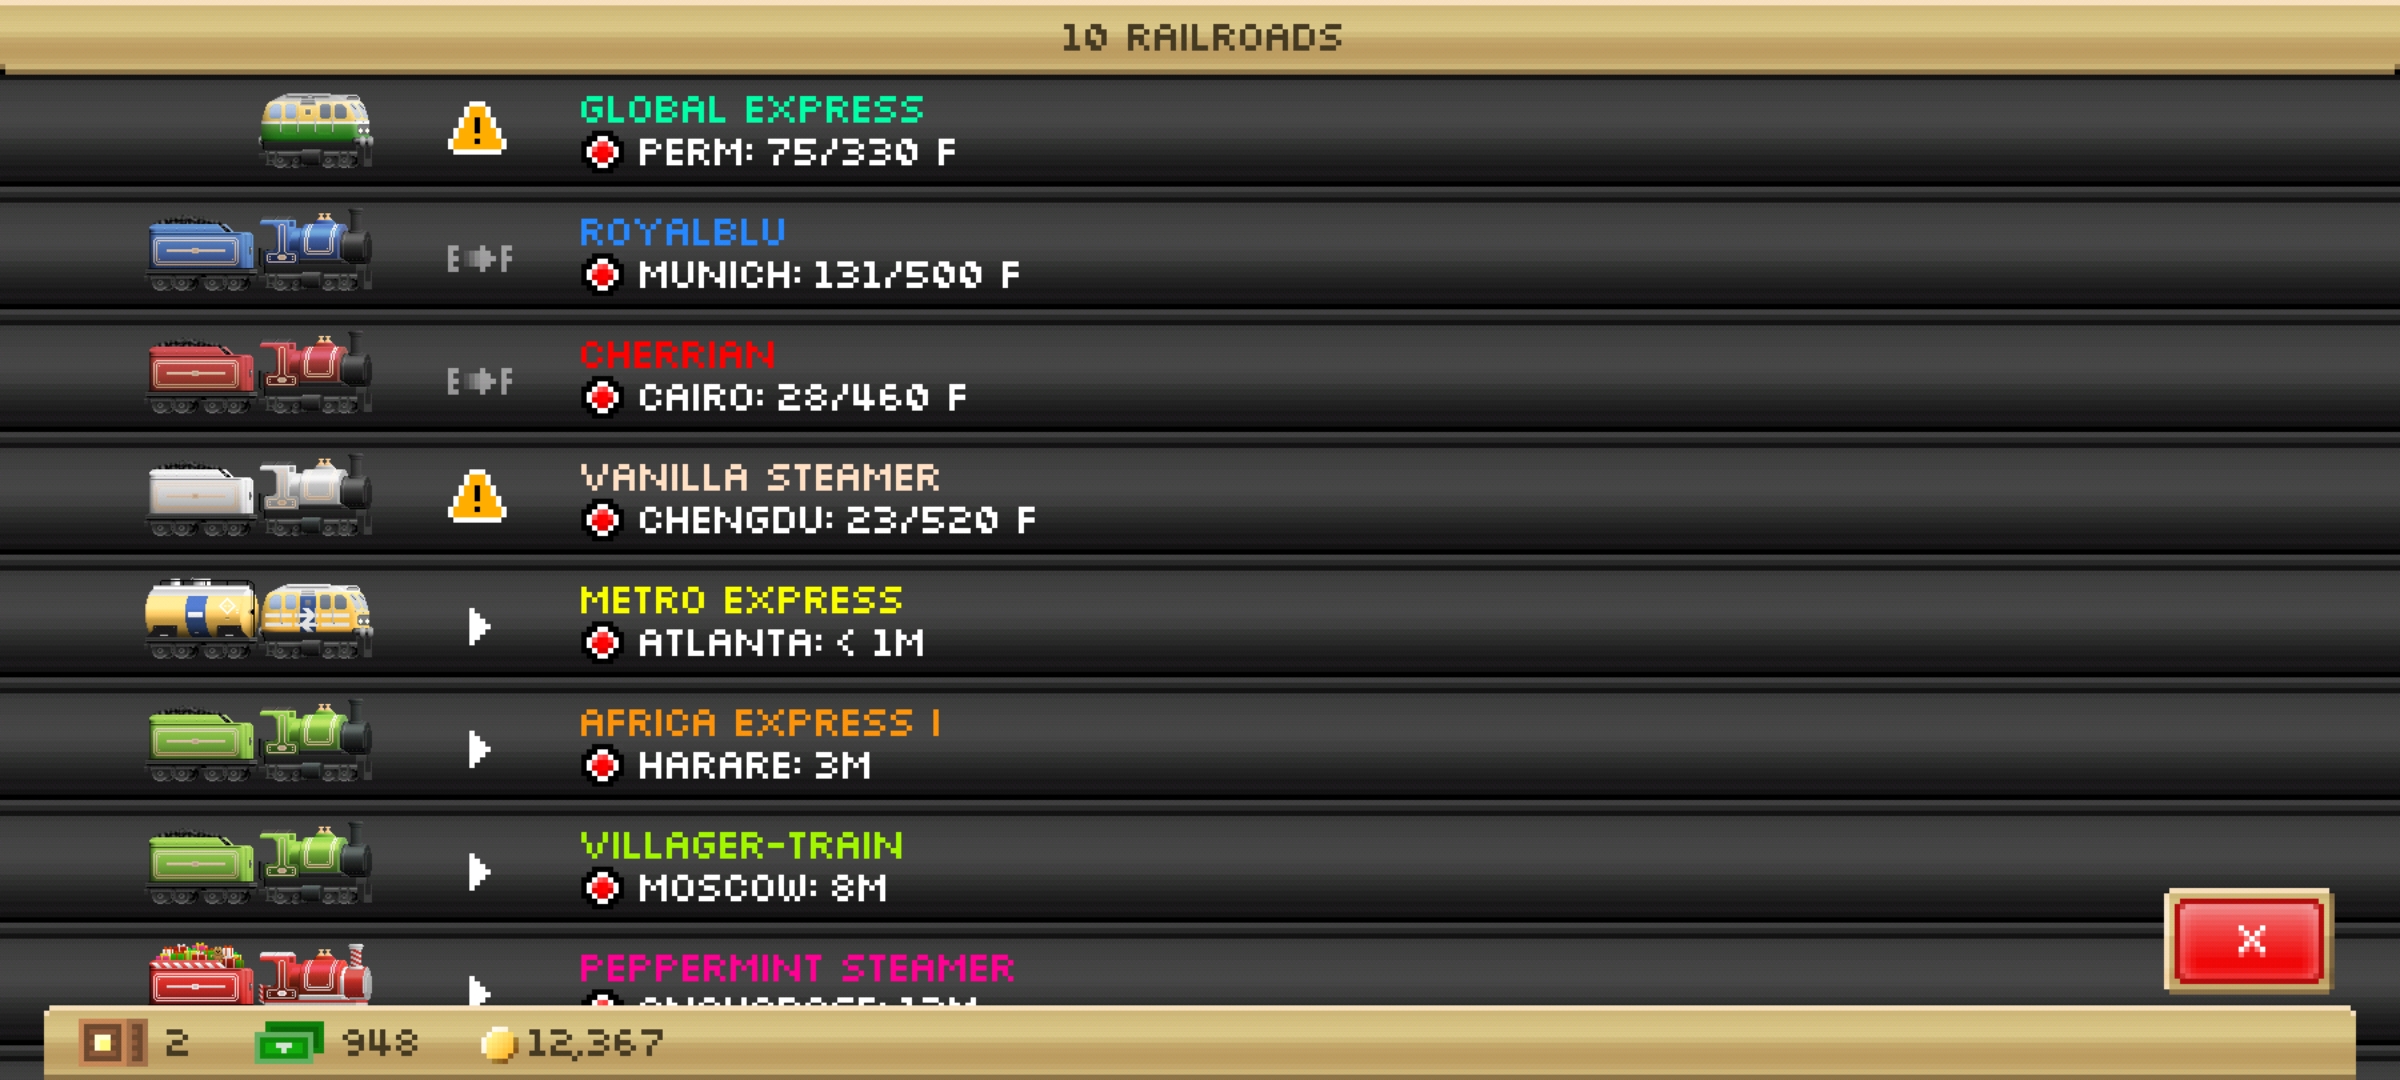 10 RAILROADS
GLOBAL EXPRESS
PERM: 75/330 F
ROYALBLU
E F
MUNICH: 131/500 F
CHERRIAN
E F
CAIRO: 28/460 F
VANILLA STEAMER
CHENGDU: 23/520 F
METRO EXPRESS
ATLANTA: < 1M
AFRICA EXPRESS I
HARARE: 3M
VILLAGER-TRAIN
MOSCOW: 8M
PEPPERMINT STEAMER
X
2 948 12,367